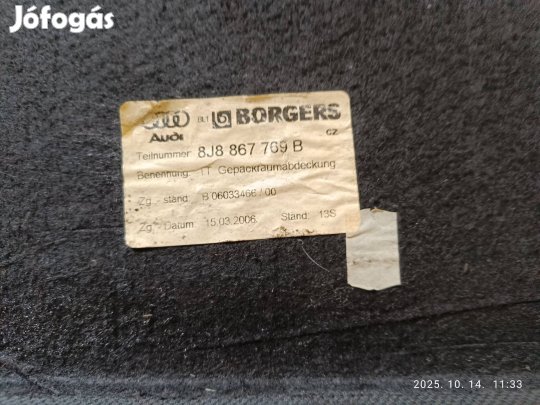 Jófogás
Audi BORGERS
CZ
Teilnummer 8J8 867 769 B
Benennung: TT Gepäckraumabdeckung
Zg. - stand: B 06033466 / 00
Zg. - Datum: 15.03.2006 Stand: 13S
2025. 10. 14. 11:33